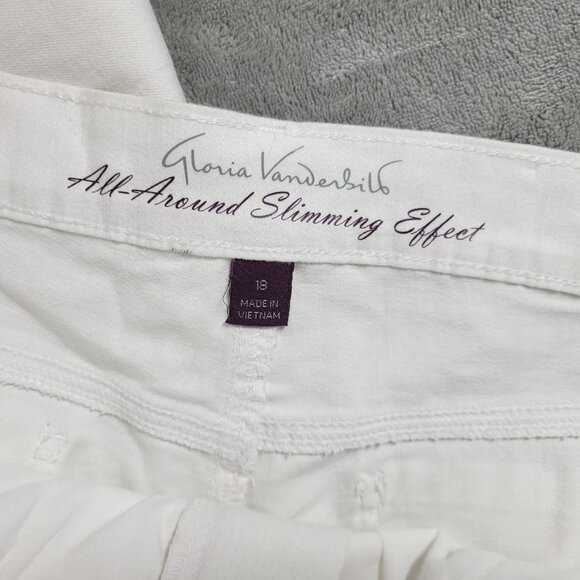 Gloria Vanderbilt
All-Around Slimming Effect
18
MADE IN
VIETNAM